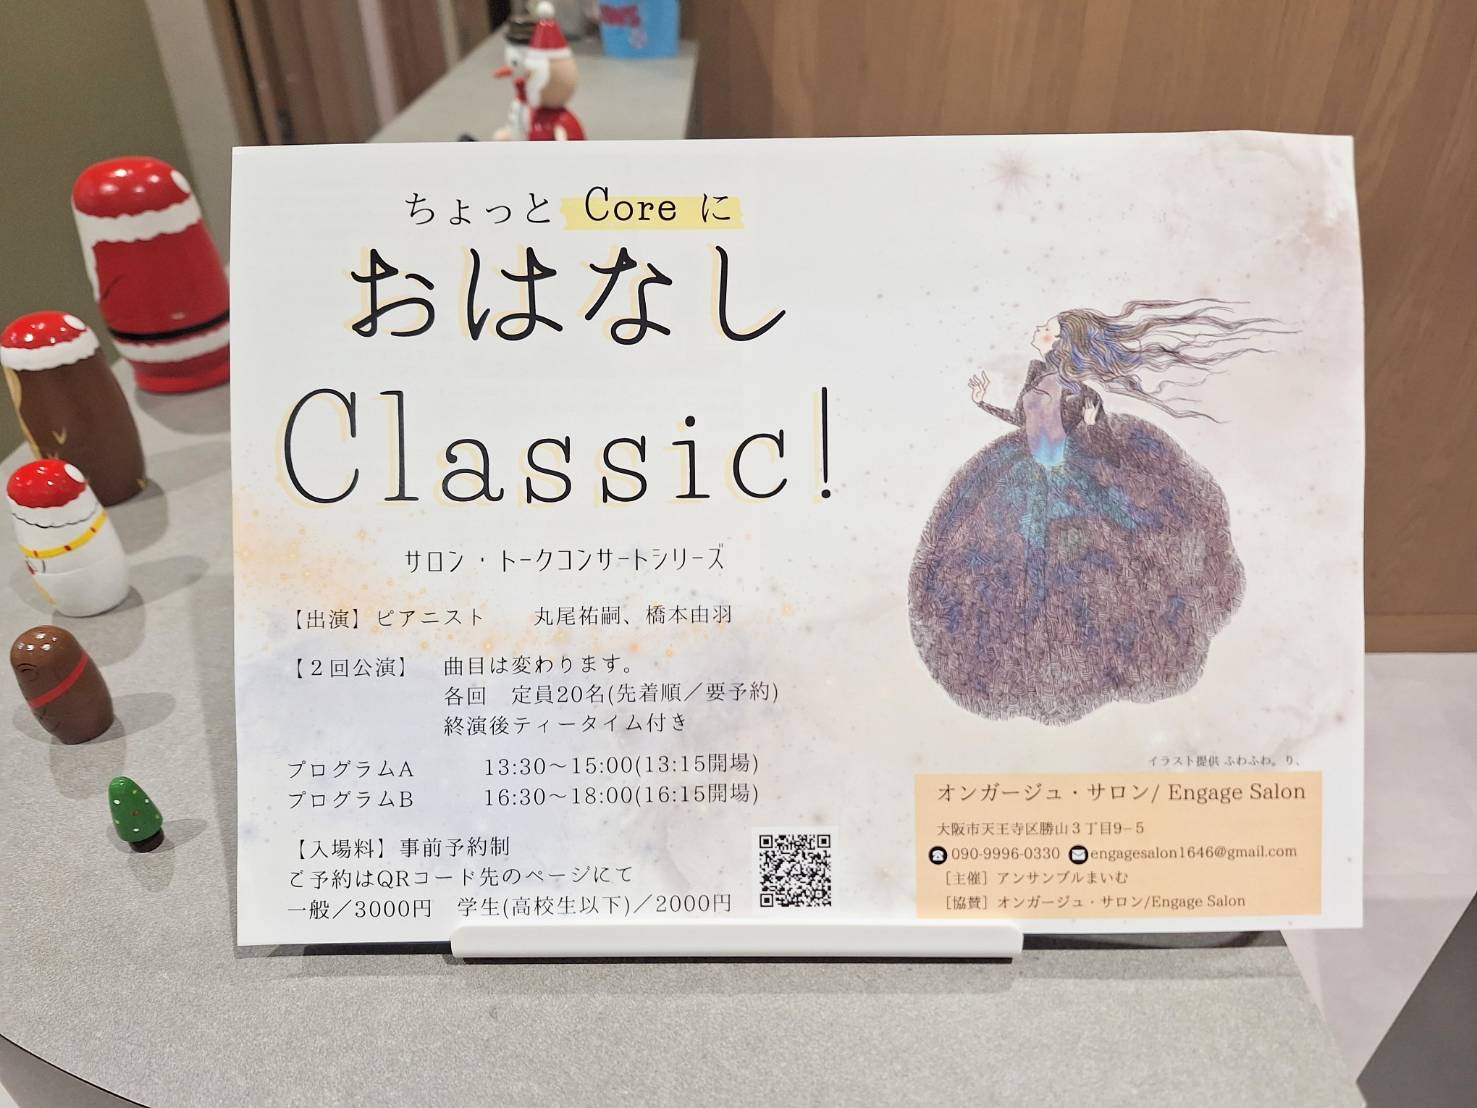 ちょっと Core に
おはなし
Classic!
サロン・トークコンサートシリーズ
【出演】ピアニスト 丸尾祐嗣、橋本由羽
【2回公演】 曲目は変わります。
各回 定員20名(先着順／要予約)
終演後ティータイム付き
プログラムA 13:30～15:00(13:15開場)
プログラムB 16:30～18:00(16:15開場)
【入場料】事前予約制
ご予約はQRコード先のページにて
一般／3000円 学生(高校生以下)／2000円
イラスト提供 ふわふわ。り、
オンガージュ・サロン/ Engage Salon
大阪市天王寺区勝山3丁目9−5
090-9996-0330 engagesalon1646@gmail.com
［主催］アンサンブルまいむ
［協賛］オンガージュ・サロン/Engage Salon